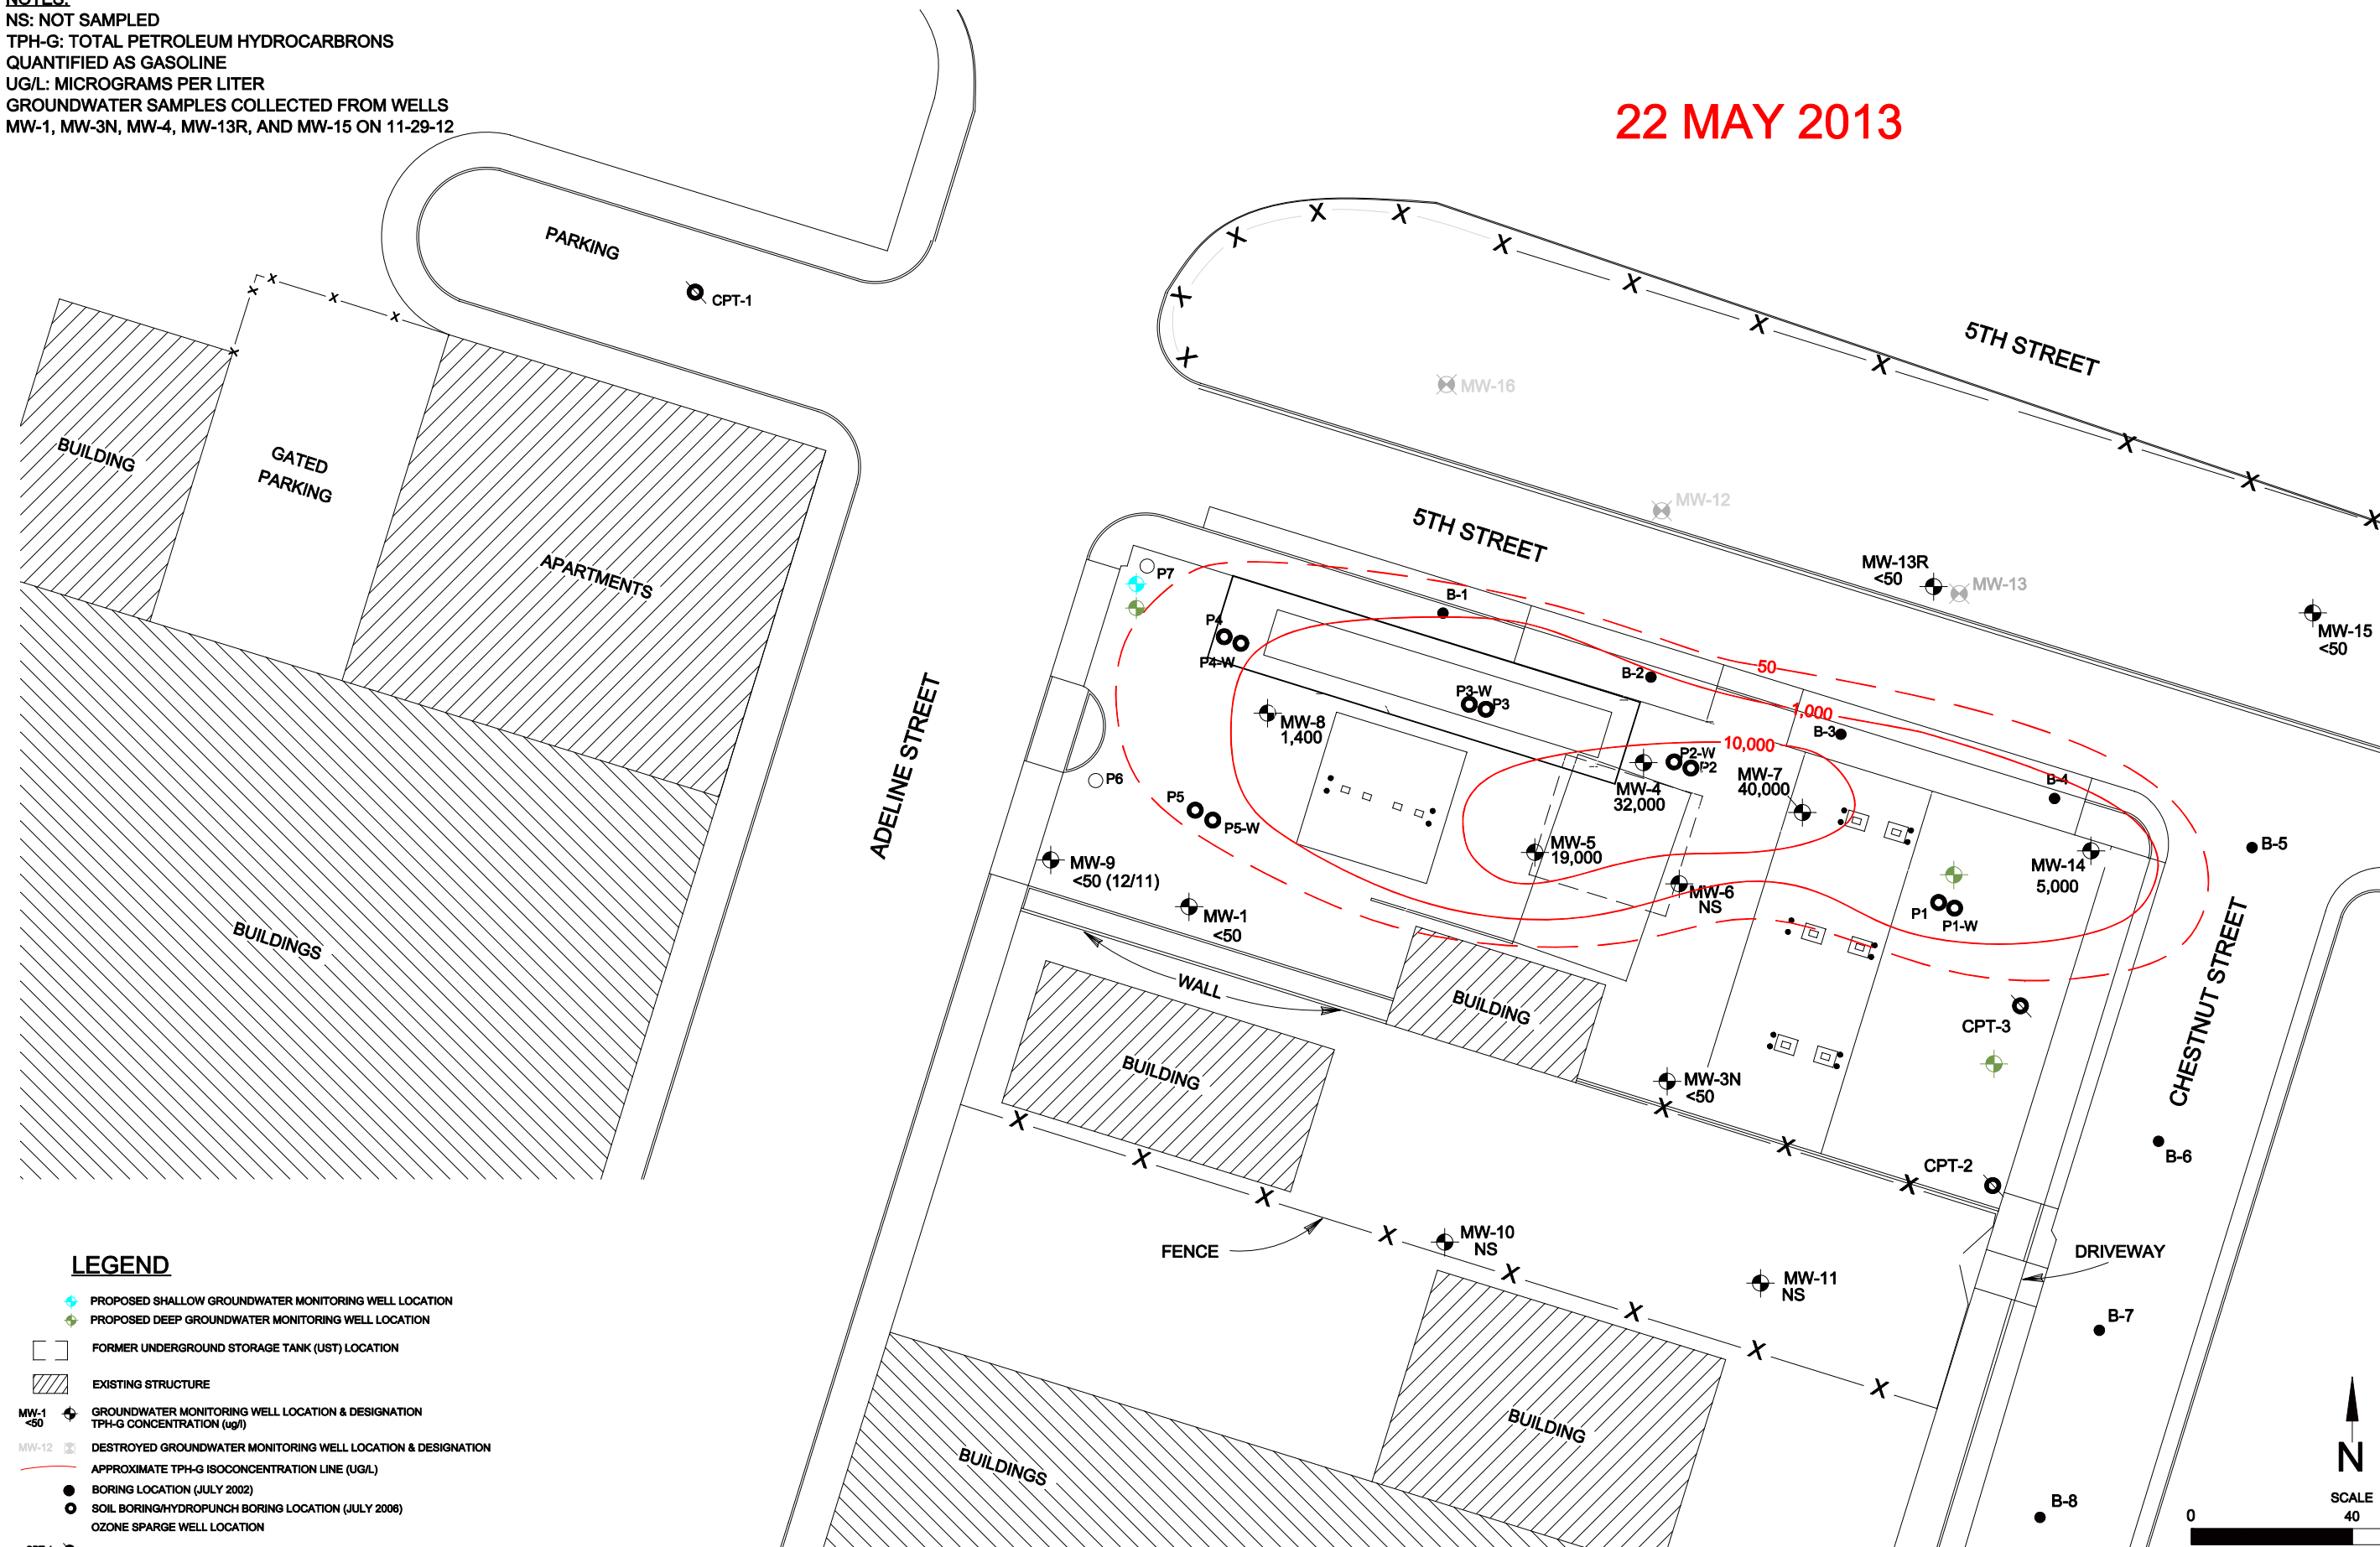 NOTES:
NS: NOT SAMPLED
TPH-G: TOTAL PETROLEUM HYDROCARBRONS
QUANTIFIED AS GASOLINE
UG/L: MICROGRAMS PER LITER
GROUNDWATER SAMPLES COLLECTED FROM WELLS
MW-1, MW-3N, MW-4, MW-13R, AND MW-15 ON 11-29-12
22 MAY 2013
PARKING
CPT-1
5TH STREET
MW-16
BUILDING
GATED
PARKING
APARTMENTS
MW-12
5TH STREET
MW-13R
<50
MW-13
MW-15
<50
P7
B-1
P4
P4-W
B-2
50
P3-W
P3
1,000
MW-8
1,400
B-3
10,000
P2-W
P2
MW-7
40,000
MW-4
32,000
B-4
P6
P5
P5-W
ADELINE STREET
MW-5
19,000
MW-14
5,000
B-5
MW-9
<50 (12/11)
MW-6
NS
MW-1
<50
P1
P1-W
BUILDINGS
WALL
BUILDING
CPT-3
CHESTNUT STREET
BUILDING
MW-3N
<50
B-6
CPT-2
FENCE
MW-10
NS
MW-11
NS
DRIVEWAY
B-7
BUILDING
BUILDINGS
B-8
N
SCALE
0
40
LEGEND
PROPOSED SHALLOW GROUNDWATER MONITORING WELL LOCATION
PROPOSED DEEP GROUNDWATER MONITORING WELL LOCATION
FORMER UNDERGROUND STORAGE TANK (UST) LOCATION
EXISTING STRUCTURE
MW-1
<50
GROUNDWATER MONITORING WELL LOCATION & DESIGNATION
TPH-G CONCENTRATION (ug/l)
MW-12
DESTROYED GROUNDWATER MONITORING WELL LOCATION & DESIGNATION
APPROXIMATE TPH-G ISOCONCENTRATION LINE (UG/L)
BORING LOCATION (JULY 2002)
SOIL BORING/HYDROPUNCH BORING LOCATION (JULY 2006)
OZONE SPARGE WELL LOCATION